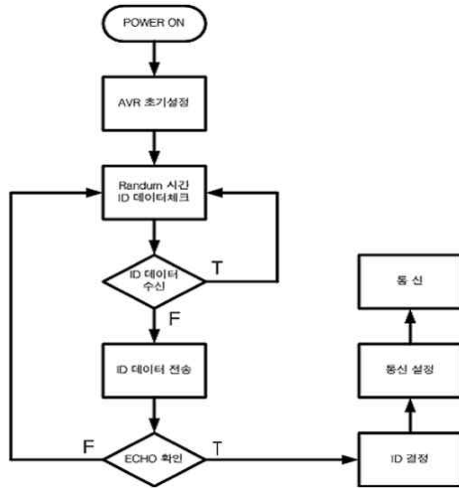 POWER ON
AVR 초기설정
Randum 시간
ID 데이터체크
ID 데이터
수신
T
F
ID 데이터 전송
ECHO 확인
F
T
ID 결정
통신 설정
통 신